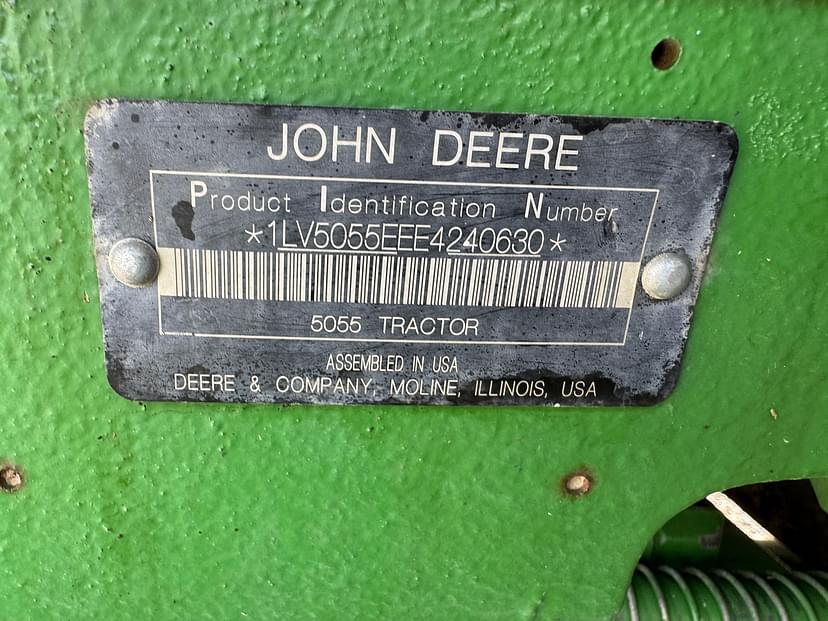 JOHN DEERE
Product Identification Number
*1LV5055EEE4240630*
5055 TRACTOR
ASSEMBLED IN USA
DEERE & COMPANY, MOLINE, ILLINOIS, USA